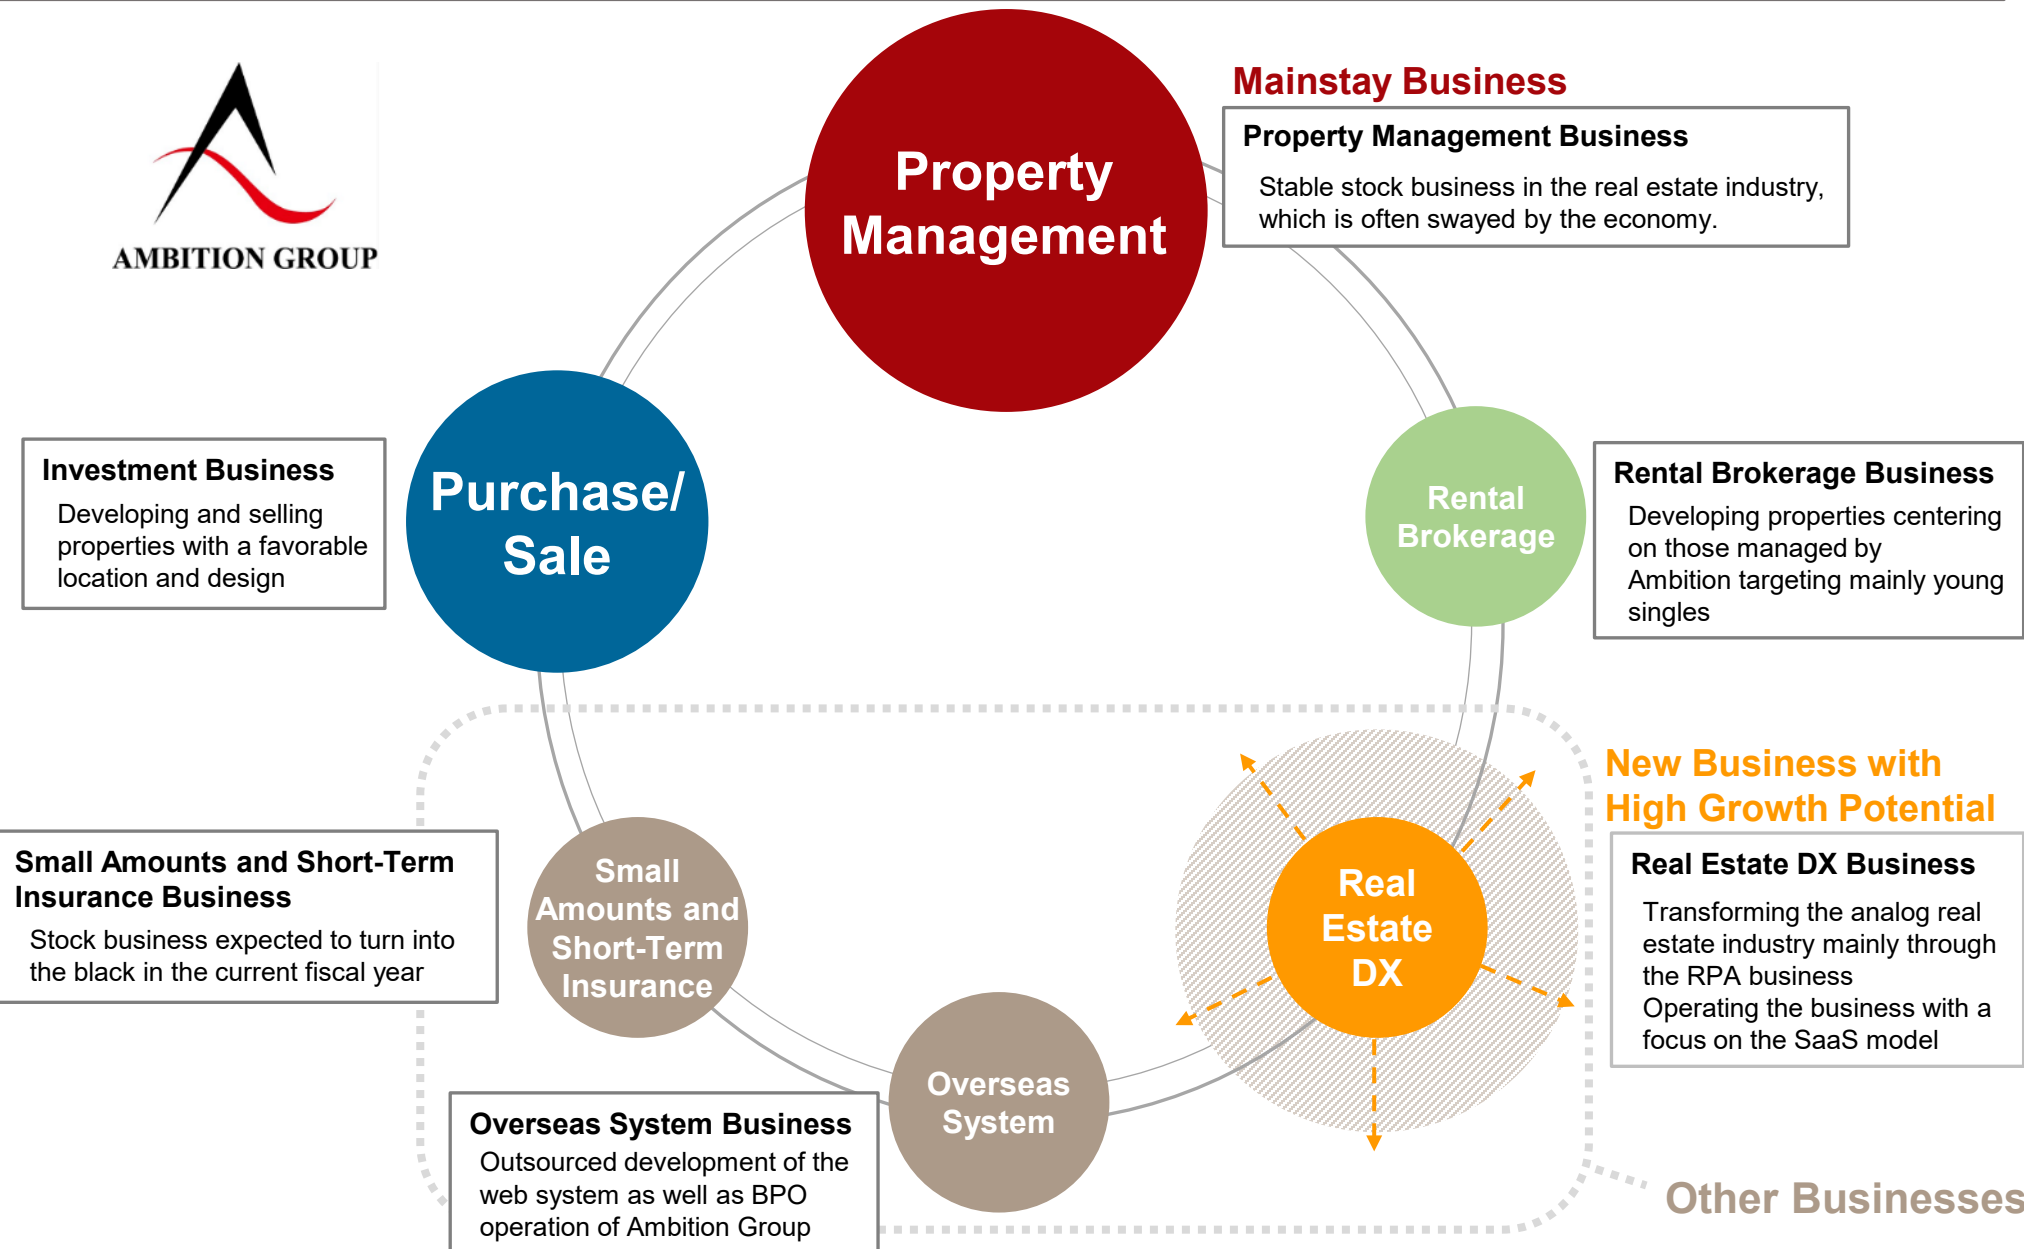 AMBITION GROUP
Property
Management
Mainstay Business
Property Management Business
Stable stock business in the real estate industry,
which is often swayed by the economy.
Investment Business
Developing and selling
properties with a favorable
location and design
Purchase/
Sale
Rental
Brokerage
Rental Brokerage Business
Developing properties centering
on those managed by
Ambition targeting mainly young
singles
New Business with
High Growth Potential
Small Amounts and Short-Term
Insurance Business
Stock business expected to turn into
the black in the current fiscal year
Small
Amounts and
Short-Term
Insurance
Real
Estate
DX
Real Estate DX Business
Transforming the analog real
estate industry mainly through
the RPA business
Operating the business with a
focus on the SaaS model
Overseas System Business
Outsourced development of the
web system as well as BPO
operation of Ambition Group
Overseas
System
Other Businesses